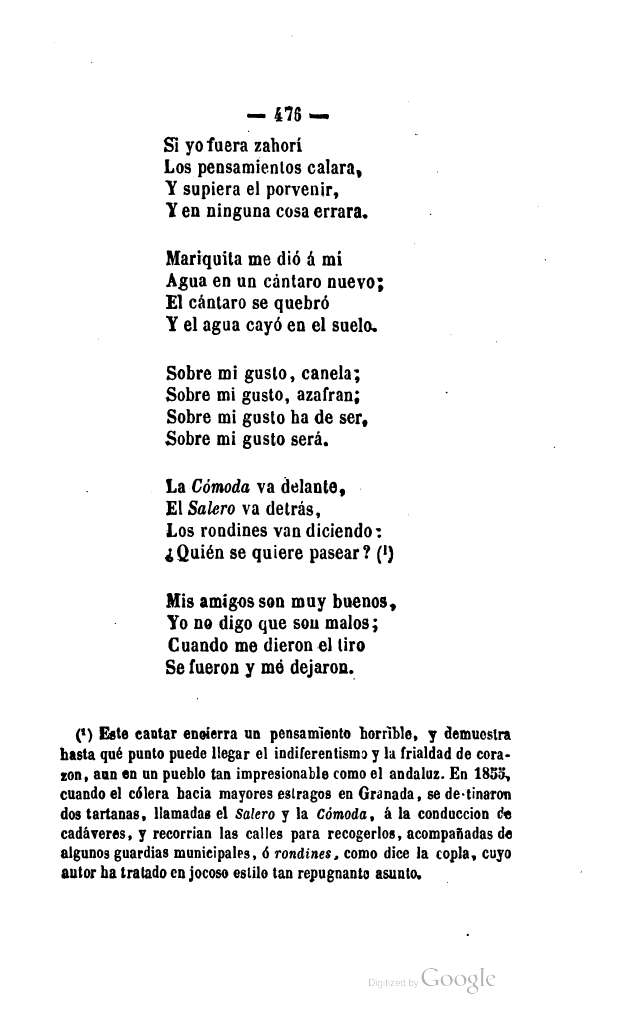 — 476 —
Si yo fuera zahorí
Los pensamientos calara,
Y supiera el porvenir,
Y en ninguna cosa errara.
Mariquita me dió á mi
Agua en un cántaro nuevo;
El cántaro se quebró
Y el agua cayó en el suelo.
Sobre mi gusto, canela;
Sobre mi gusto, azafran;
Sobre mi gusto ha de ser,
Sobre mi gusto será.
La Cómoda va delante,
El Salero va detrás,
Los rondines van diciendo:
¿Quién se quiere pasear? (¹)
Mis amigos son muy buenos,
Yo no digo que son malos;
Cuando me dieron el tiro
Se fueron y me dejaron.
(¹) Este cantar encierra un pensamiento horrible, y demuestra
hasta qué punto puede llegar el indiferentismo y la frialdad de cora-
zon, aun en un pueblo tan impresionable como el andaluz. En 1855,
cuando el cólera hacia mayores estragos en Granada, se destinaron
dos tartanas, llamadas el Salero y la Cómoda, á la conduccion de
cadáveres, y recorrian las calles para recogerlos, acompañadas de
algunos guardias municipales, ó rondines, como dice la copla, cuyo
autor ha tratado en jocoso estilo tan repugnante asunto.
Digitized by Google